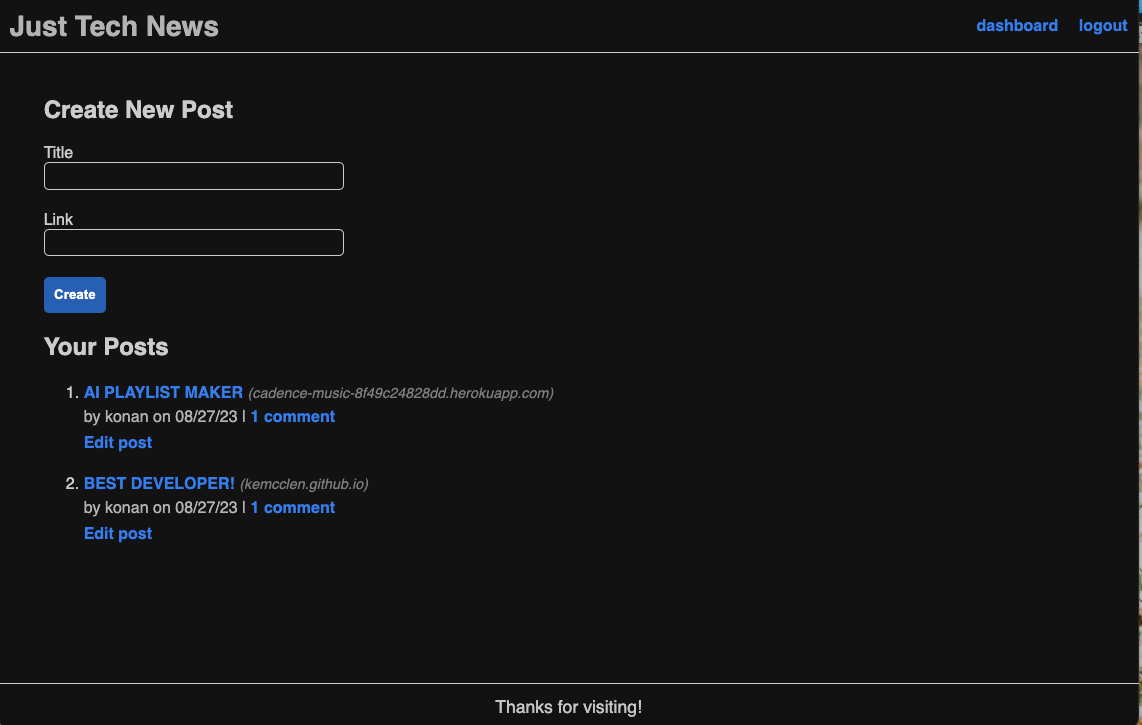 Just Tech News
dashboard logout
Create New Post
Title
Link
Create
Your Posts
1. AI PLAYLIST MAKER (cadence-music-8f49c24828dd.herokuapp.com)
by konan on 08/27/23 | 1 comment
Edit post
2. BEST DEVELOPER! (kemcclen.github.io)
by konan on 08/27/23 | 1 comment
Edit post
Thanks for visiting!